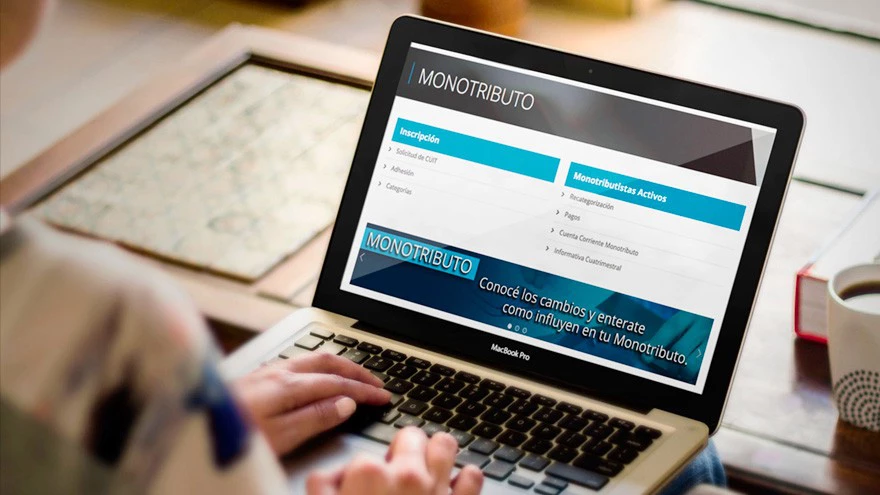 MONOTRIBUTO
Inscripción
Solicitud de CUIT
Adhesión
Categorías
Monotributistas Activos
Recategorización
Pagos
Cuenta Corriente Monotributo
Informativa Cuatrimestral
MONOTRIBUTO
Conocé los cambios y enterate
como influyen en tu Monotributo.
MacBook Pro